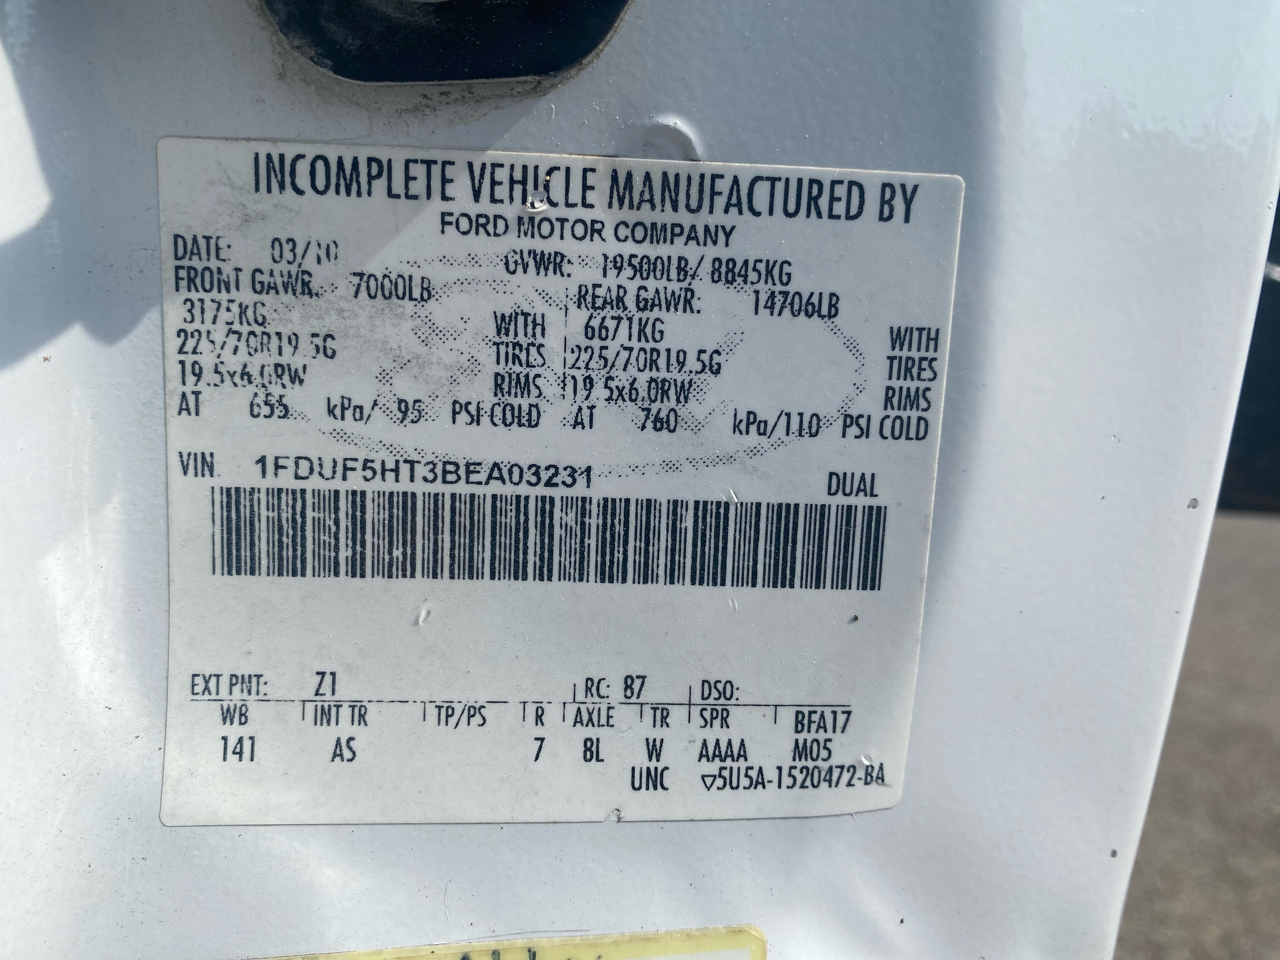 INCOMPLETE VEHICLE MANUFACTURED BY
FORD MOTOR COMPANY
DATE: 03/10 GVWR: 19500LB/ 8845KG
FRONT GAWR: 7000LB REAR GAWR: 14706LB
3175KG WITH 6671KG WITH
225/70R19.5G TIRES 225/70R19.5G TIRES
19.5x6.0RW RIMS 19.5x6.0RW RIMS
AT 655 kPa/ 95 PSI COLD AT 760 kPa/110 PSI COLD
VIN 1FDUF5HT3BEA03231 DUAL
EXT PNT: Z1 RC: 87 DSO:
WB INT TR TP/PS R AXLE TR SPR BFA17
141 AS 7 8L W AAAA M05
UNC ▽5U5A-1520472-BA